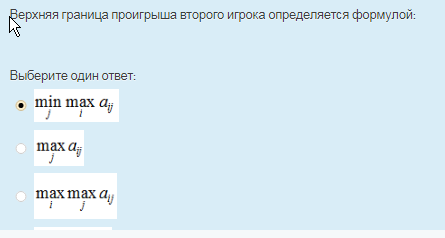 Верхняя граница проигрыша второго игрока определяется формулой:
Выберите один ответ:
min max aij
j i
max aij
j
max max aij
i j